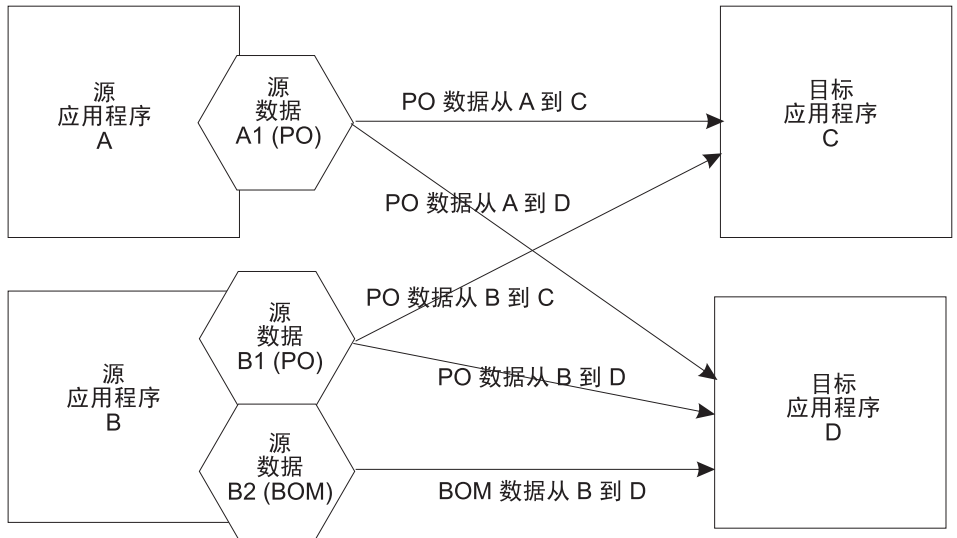 源
应用程序
A
源
数据
A1 (PO)
PO 数据从 A 到 C
目标
应用程序
C
PO 数据从 A 到 D
PO 数据从 B 到 C
源
应用程序
B
源
数据
B1 (PO)
PO 数据从 B 到 D
目标
应用程序
D
源
数据
B2 (BOM)
BOM 数据从 B 到 D